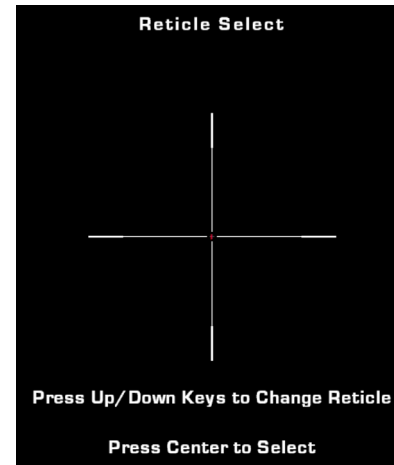 Reticle Select
Press Up/Down Keys to Change Reticle
Press Center to Select